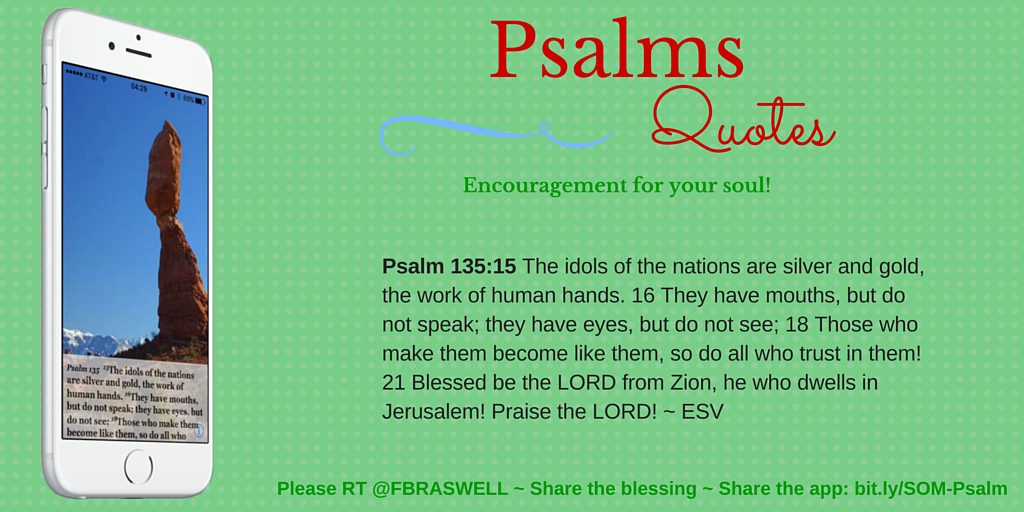 Psalms
Quotes
Encouragement for your soul!
Psalm 135:15 The idols of the nations are silver and gold,
the work of human hands. 16 They have mouths, but do
not speak; they have eyes, but do not see; 18 Those who
make them become like them, so do all who trust in them!
21 Blessed be the LORD from Zion, he who dwells in
Jerusalem! Praise the LORD! ~ ESV
Please RT @FBRASWELL ~ Share the blessing ~ Share the app: bit.ly/SOM-Psalm
AT&T 04:29 69%
Psalm 135 15The idols of the nations
are silver and gold, the work of
human hands. 16They have mouths,
but do not speak; they have eyes, but
do not see; 18Those who make them
become like them, so do all who